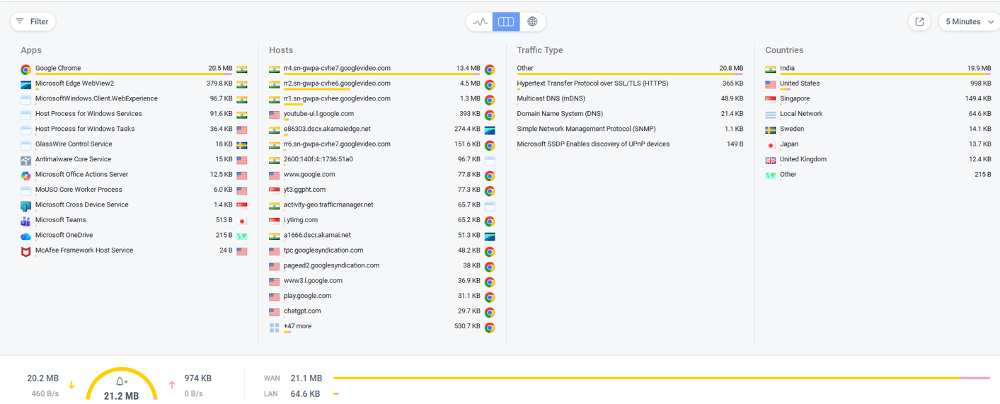 Filter
5 Minutes
Apps
Google Chrome 20.5 MB
Microsoft Edge WebView2 379.8 KB
MicrosoftWindows.Client.WebExperience 96.7 KB
Host Process for Windows Services 91.6 KB
Host Process for Windows Tasks 36.4 KB
GlassWire Control Service 18 KB
Antimalware Core Service 15 KB
Microsoft Office Actions Server 12.5 KB
MoUSO Core Worker Process 6.0 KB
Microsoft Cross Device Service 1.4 KB
Microsoft Teams 513 B
Microsoft OneDrive 215 B
McAfee Framework Host Service 24 B
Hosts
rr4.sn-gwpa-cvhe7.googlevideo.com 13.4 MB
rr2.sn-gwpa-cvhe6.googlevideo.com 4.5 MB
rr1.sn-gwpa-cvhee.googlevideo.com 1.3 MB
youtube-ui.l.google.com 393 KB
e86303.dscx.akamaiedge.net 274.4 KB
rr6.sn-gwpa-cvhe7.googlevideo.com 151.6 KB
2600:140f:4::1736:51a0 96.7 KB
www.google.com 77.8 KB
yt3.ggpht.com 77.3 KB
activity-geo.trafficmanager.net 65.7 KB
i.ytimg.com 65.2 KB
a1666.dscr.akamai.net 51.3 KB
tpc.googlesyndication.com 48.2 KB
pagead2.googlesyndication.com 38 KB
www3.l.google.com 36.9 KB
play.google.com 31.1 KB
chatgpt.com 29.7 KB
+47 more 530.7 KB
Traffic Type
Other 20.8 MB
Hypertext Transfer Protocol over SSL/TLS (HTTPS) 365 KB
Multicast DNS (mDNS) 48.9 KB
Domain Name System (DNS) 21.4 KB
Simple Network Management Protocol (SNMP) 1.1 KB
Microsoft SSDP Enables discovery of UPnP devices 149 B
Countries
India 19.9 MB
United States 998 KB
Singapore 149.4 KB
Local Network 64.6 KB
Sweden 14.1 KB
Japan 13.7 KB
United Kingdom 12.4 KB
Other 215 B
20.2 MB
460 B/s
21.2 MB
974 KB
0 B/s
WAN 21.1 MB
LAN 64.6 KB